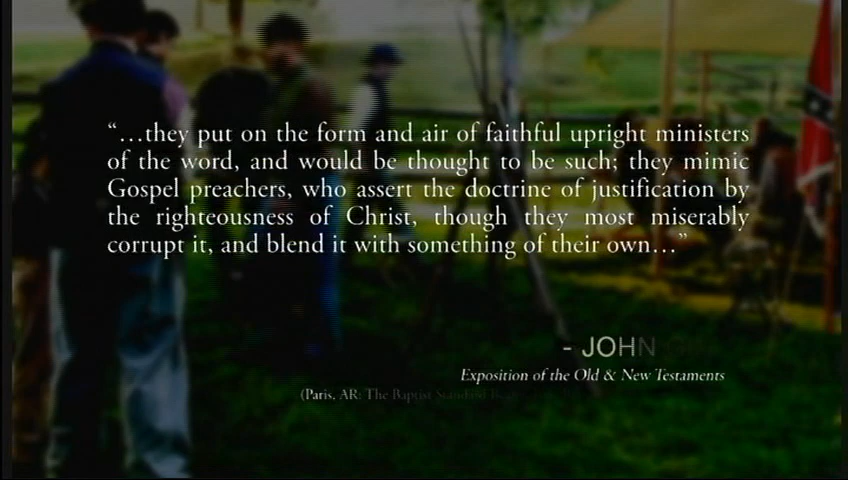 “…they put on the form and air of faithful upright ministers
of the word, and would be thought to be such; they mimic
Gospel preachers, who assert the doctrine of justification by
the righteousness of Christ, though they most miserably
corrupt it, and blend it with something of their own…”
- JOHN
Exposition of the Old & New Testaments
(Paris, AR: The Baptist Standard